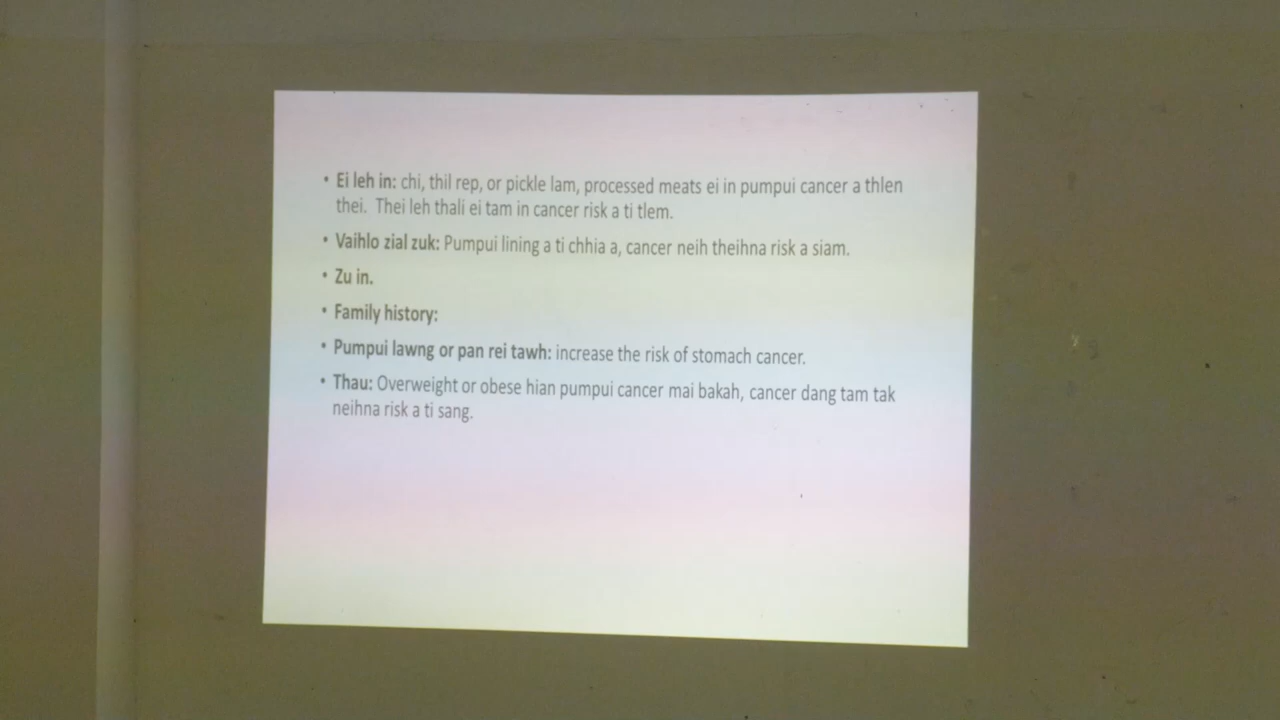 • Ei leh in: chi, thil rep, or pickle lam, processed meats ei in pumpui cancer a thlen
thei. Thei leh thali ei tam in cancer risk a ti tlem.
• Vaihlo zial zuk: Pumpui lining a ti chhia a, cancer neih theihna risk a siam.
• Zu in.
• Family history:
• Pumpui lawng or pan rei tawh: increase the risk of stomach cancer.
• Thau: Overweight or obese hian pumpui cancer mai bakah, cancer dang tam tak
neihna risk a ti sang.